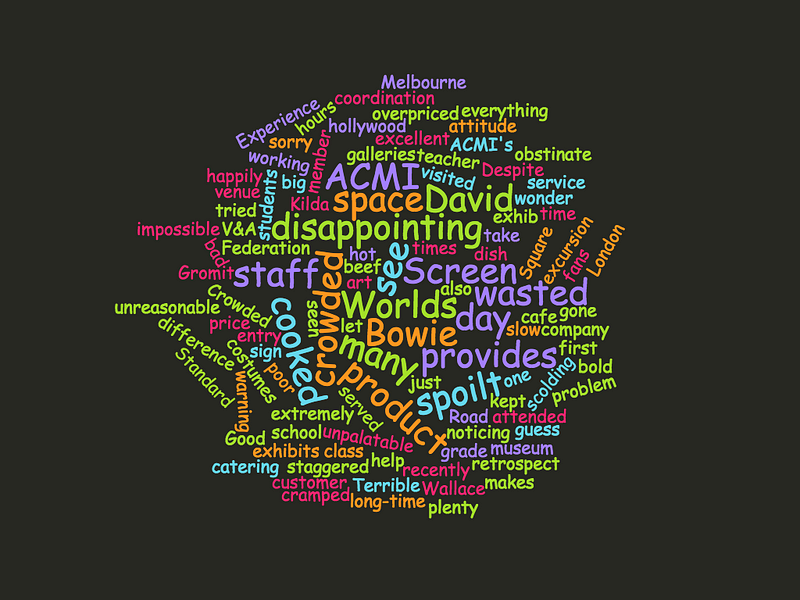 Melbourne
coordination
Experience
hours
overpriced
everything
hollywood
attitude
sorry
member
excellent
ACMI's
working
galleries
teacher
obstinate
happily
students
big
ACMI
visited
Despite
service
venue
Kilda
space
David
wonder
tried
exhib
time
impossible
V&A
disappointing
take
Square
excursion
London
bad
Federation
hot
see
times
dish
fans
Gromit
staff
crowded
beef
art
Screen
also
wasted
Crowded
unreasonable
cooked
seen
Worlds
day
cafe
gone
price
let
Bowie
slow
company
difference
entry
many
provides
first
sign
Standard
costumes
poor
product
just
spoilt
one
scolding
bold
problem
warning
served
kept
extremely
Road
attended
Good
school
unpalatable
noticing
guess
exhibits
class
grade
museum
catering
staggered
help
recently
retrospect
customer
Terrible
Wallace
makes
cramped
long-time
plenty